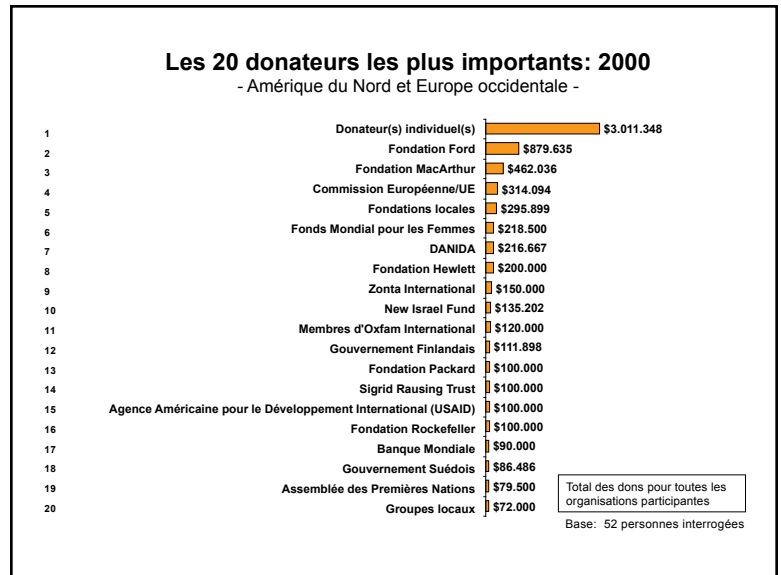 Les 20 donateurs les plus importants: 2000
- Amérique du Nord et Europe occidentale -
1 Donateur(s) individuel(s) $3.011.348
2 Fondation Ford $879.635
3 Fondation MacArthur $462.036
4 Commission Européenne/UE $314.094
5 Fondations locales $295.899
6 Fonds Mondial pour les Femmes $218.500
7 DANIDA $216.667
8 Fondation Hewlett $200.000
9 Zonta International $150.000
10 New Israel Fund $135.202
11 Membres d'Oxfam International $120.000
12 Gouvernement Finlandais $111.898
13 Fondation Packard $100.000
14 Sigrid Rausing Trust $100.000
15 Agence Américaine pour le Développement International (USAID) $100.000
16 Fondation Rockefeller $100.000
17 Banque Mondiale $90.000
18 Gouvernement Suédois $86.486
19 Assemblée des Premières Nations $79.500
20 Groupes locaux $72.000
Total des dons pour toutes les
organisations participantes
Base: 52 personnes interrogées